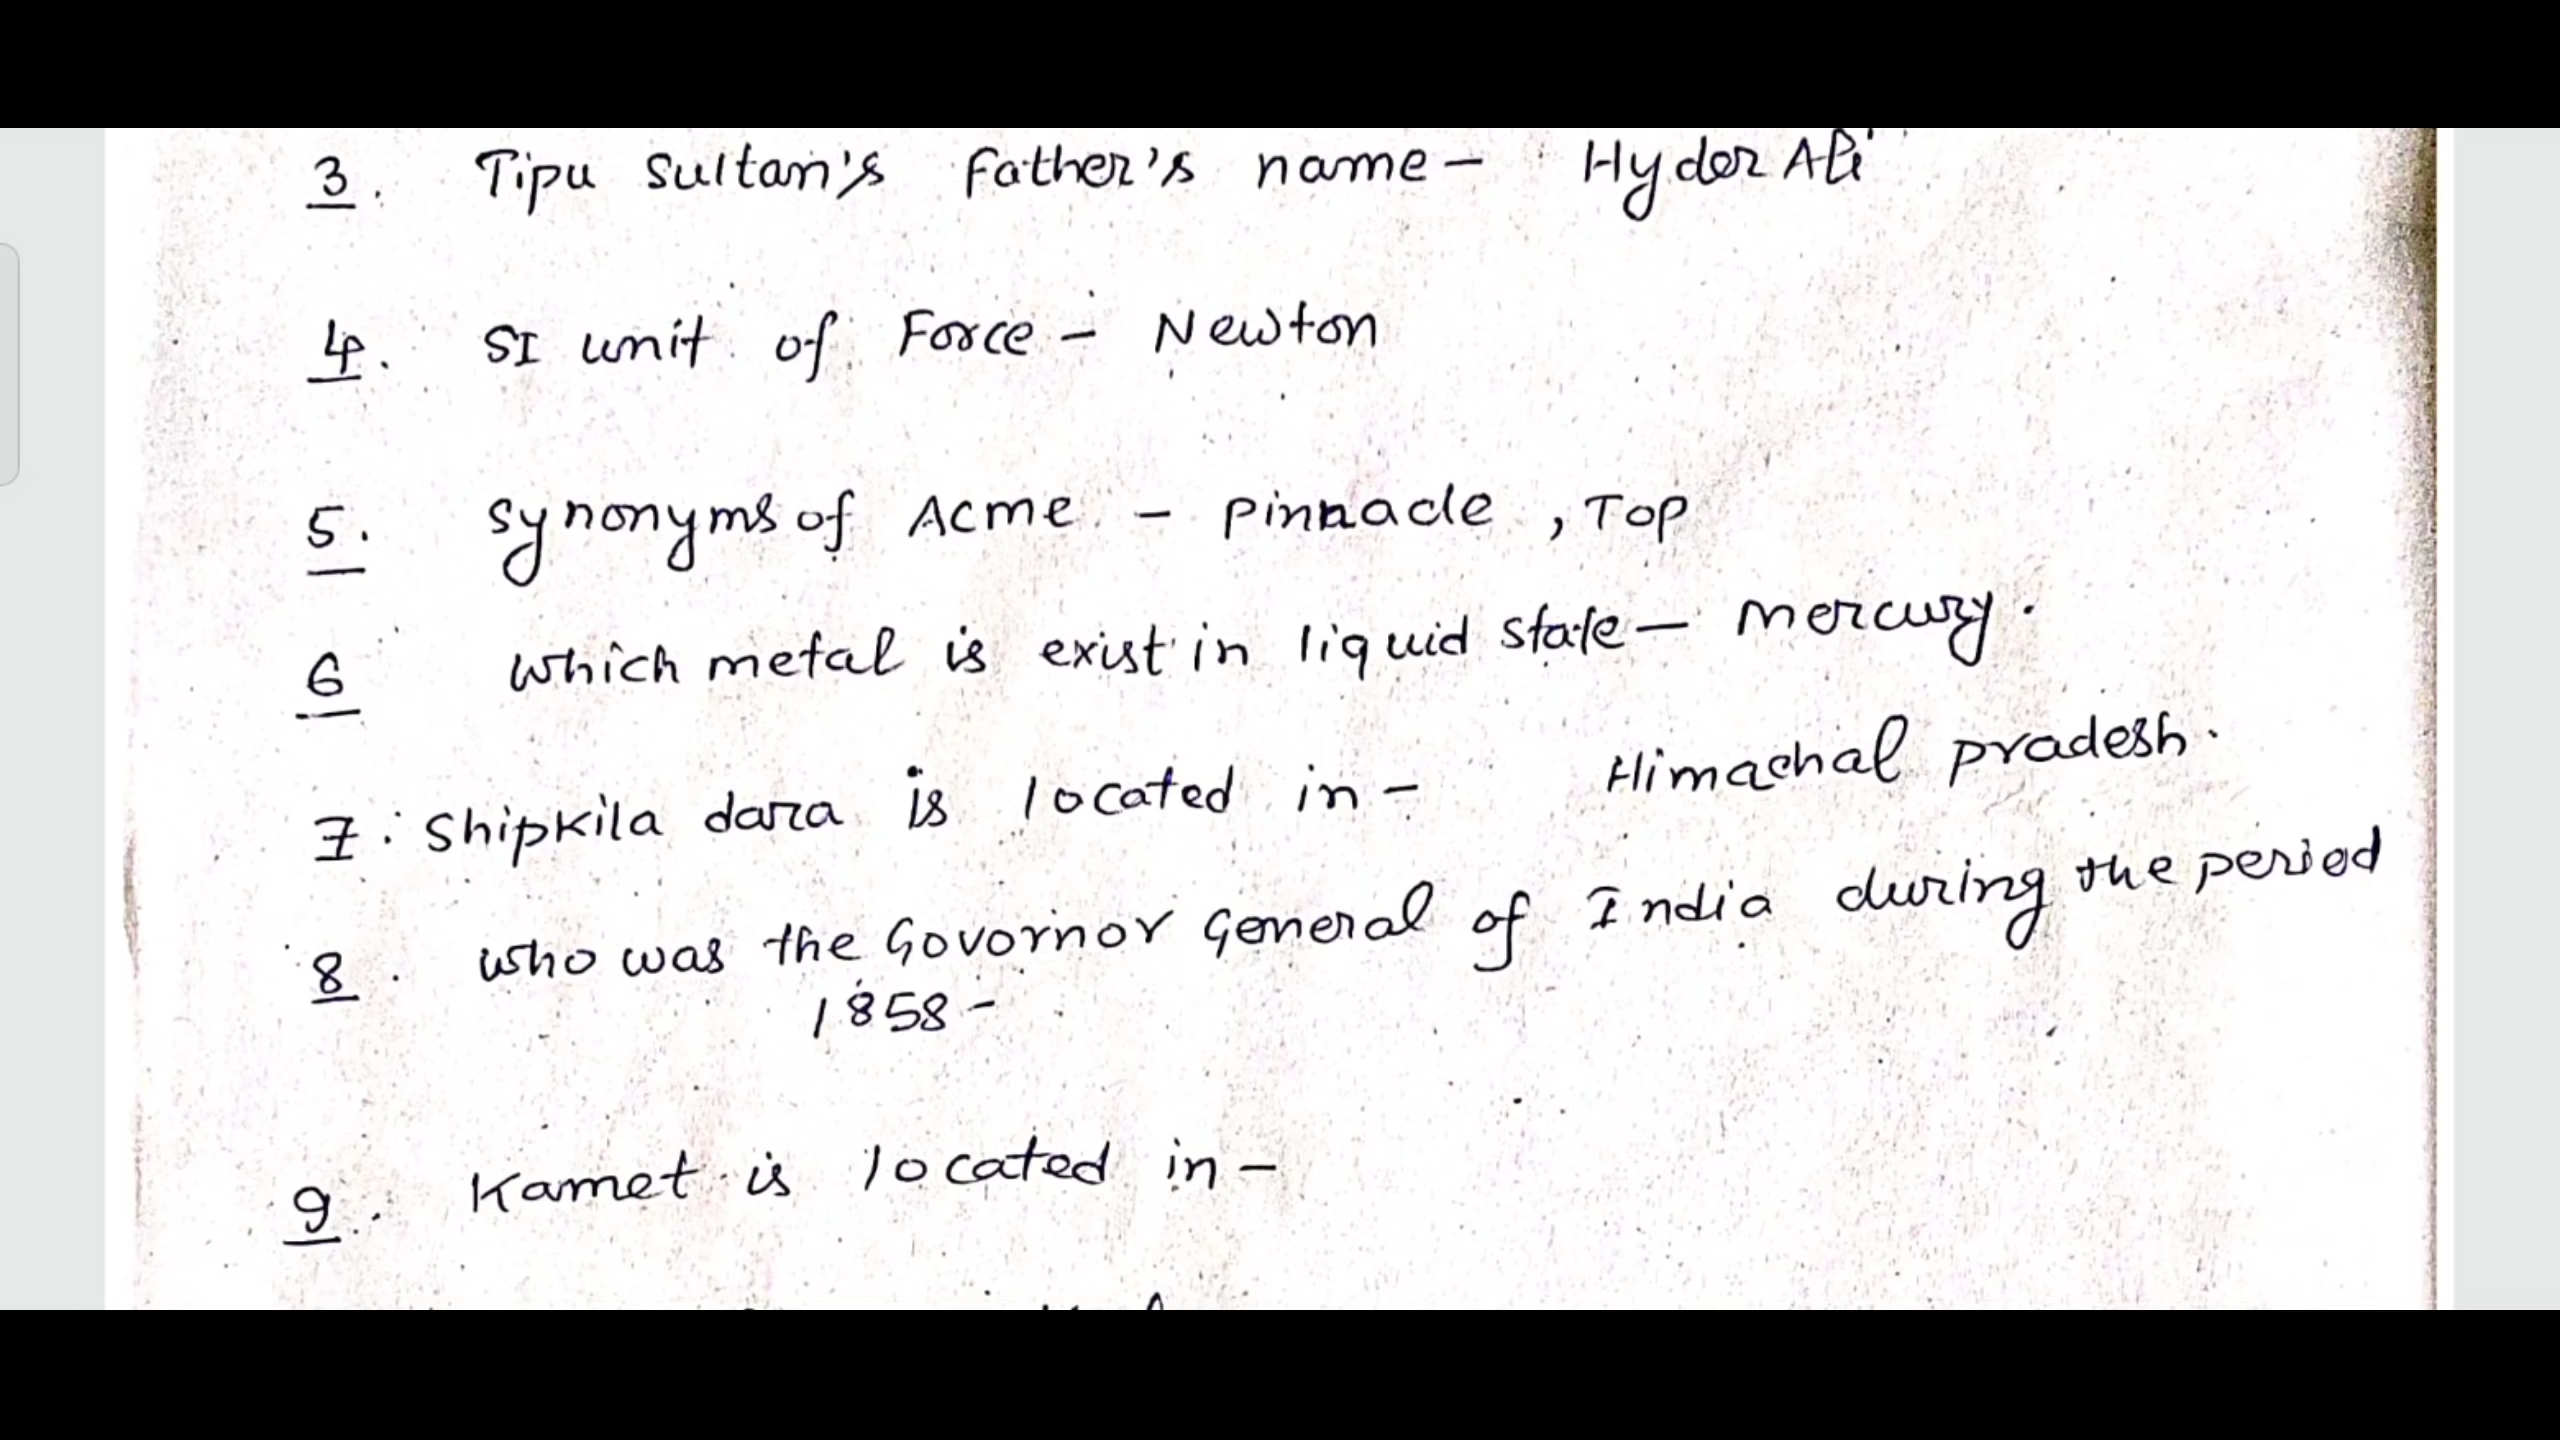 3. Tipu Sultan's Father's name - Hyder Ali
4. SI unit of Force - Newton
5. Synonyms of Acme - Pinnacle, Top
6 which metal is exist in liquid state - Mercury.
7. Shipkila dara is located in - Himachal pradesh.
8. who was the Govornor General of India during the period
1858 -
9. Kamet is located in -